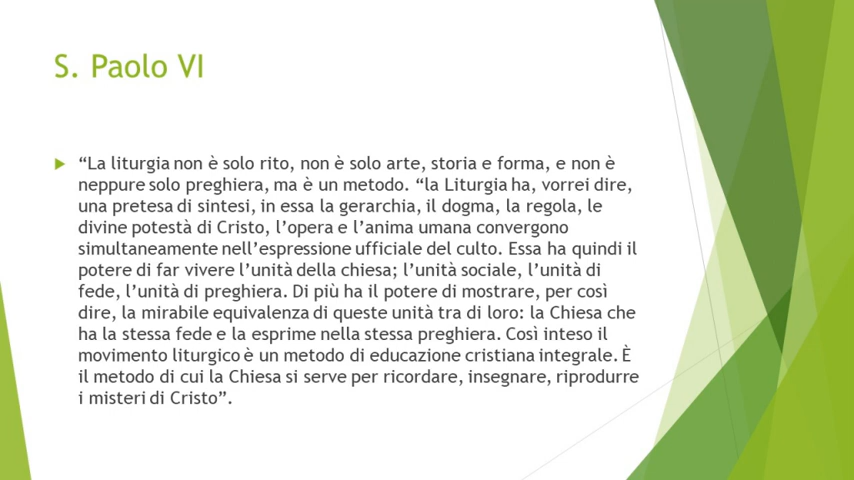 S. Paolo VI
“La liturgia non è solo rito, non è solo arte, storia e forma, e non è
neppure solo preghiera, ma è un metodo. “la Liturgia ha, vorrei dire,
una pretesa di sintesi, in essa la gerarchia, il dogma, la regola, le
divine potestà di Cristo, l’opera e l’anima umana convergono
simultaneamente nell’espressione ufficiale del culto. Essa ha quindi il
potere di far vivere l’unità della chiesa; l’unità sociale, l’unità di
fede, l’unità di preghiera. Di più ha il potere di mostrare, per così
dire, la mirabile equivalenza di queste unità tra di loro: la Chiesa che
ha la stessa fede e la esprime nella stessa preghiera. Così inteso il
movimento liturgico è un metodo di educazione cristiana integrale. È
il metodo di cui la Chiesa si serve per ricordare, insegnare, riprodurre
i misteri di Cristo”.